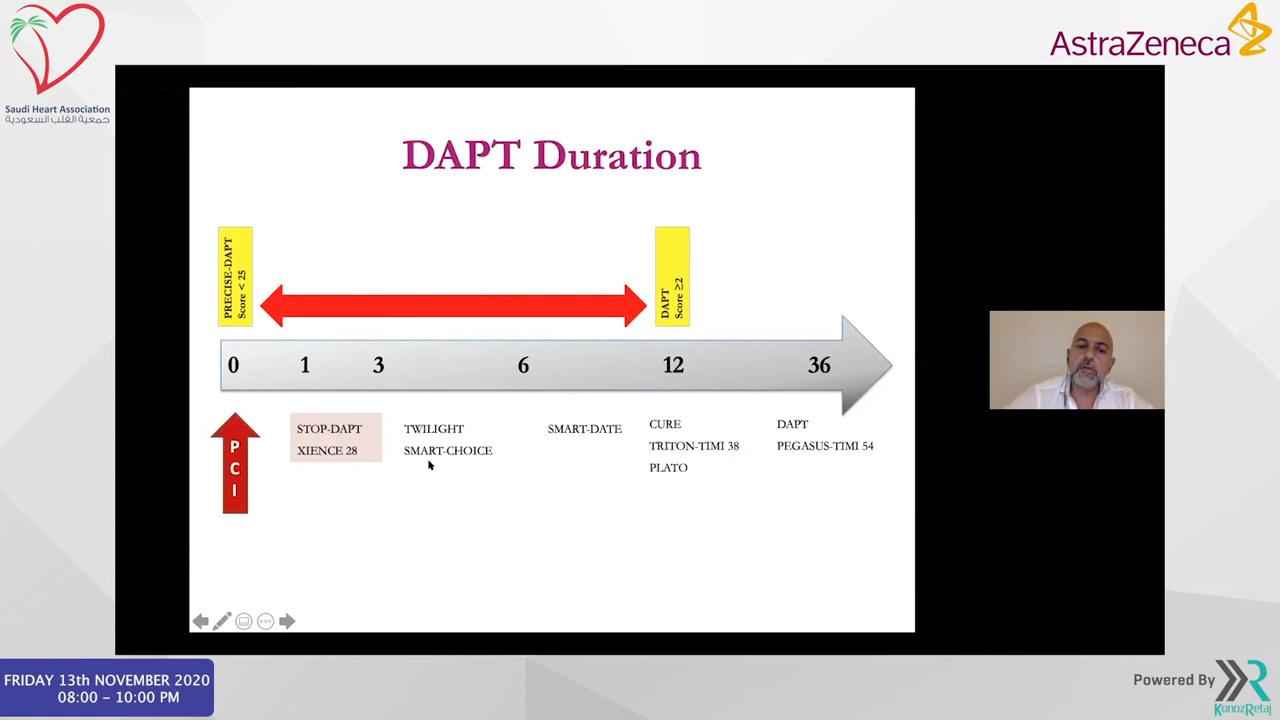 Saudi Heart Association
جمعية القلب السعودية
AstraZeneca
DAPT Duration
PRECISE-DAPT
Score < 25
DAPT
Score ≥2
0
1
3
6
12
36
PCI
STOP-DAPT
XIENCE 28
TWILIGHT
SMART-CHOICE
SMART-DATE
CURE
TRITON-TIMI 38
PLATO
DAPT
PEGASUS-TIMI 54
FRIDAY 13th NOVEMBER 2020
08:00 – 10:00 PM
Powered By
KonozRetaj